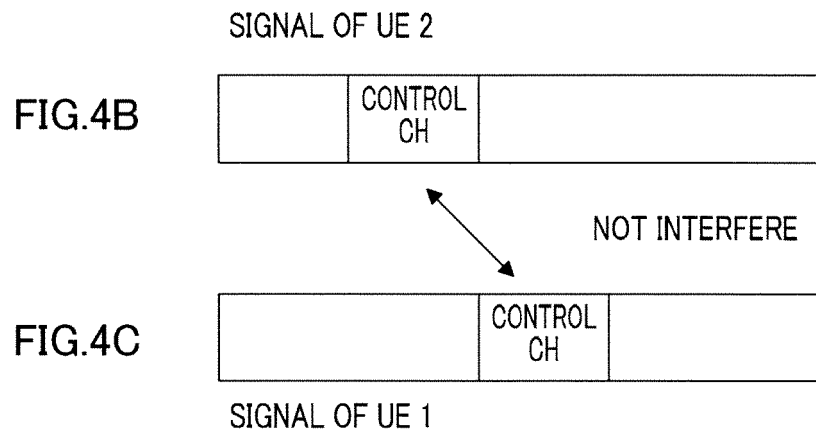 SIGNAL OF UE 2
FIG.4B
CONTROL
CH
NOT INTERFERE
FIG.4C
CONTROL
CH
SIGNAL OF UE 1